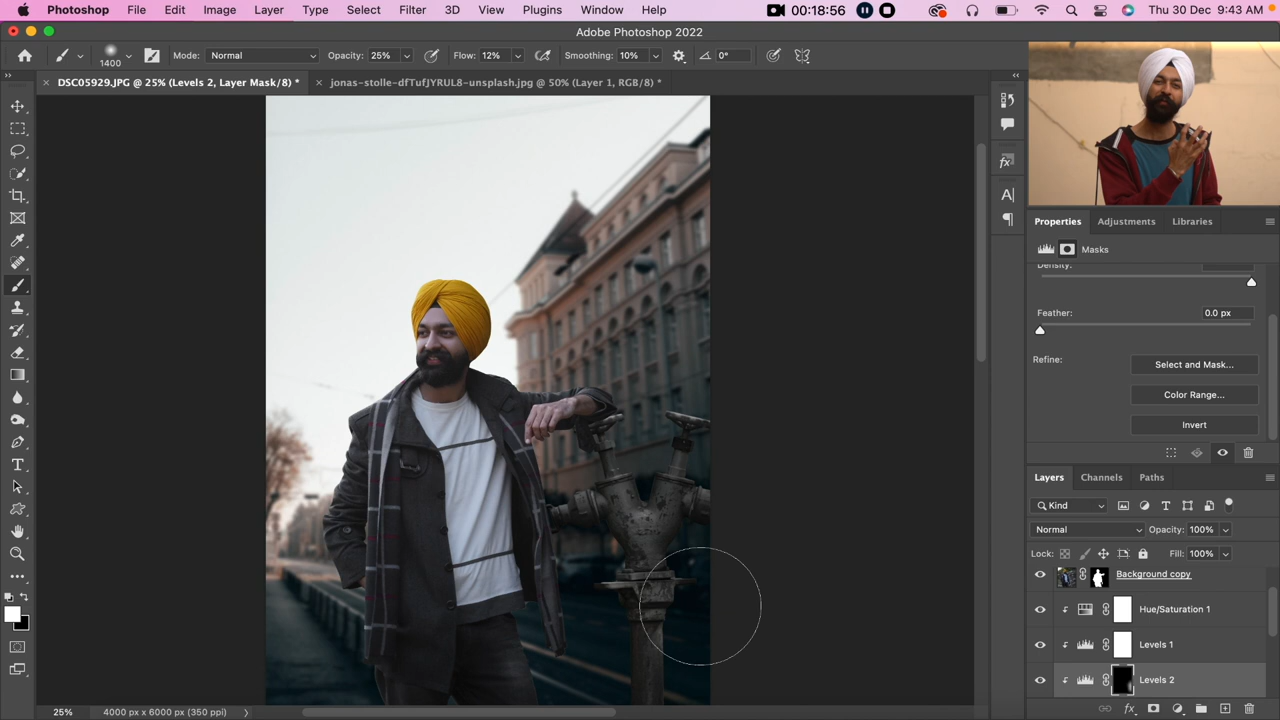 Photoshop File Edit Image Layer Type Select Filter 3D View Plugins Window Help 00:18:56 Thu 30 Dec 9:43 AM
Adobe Photoshop 2022
1400 Mode: Normal Opacity: 25% Flow: 12% Smoothing: 10% 0°
DSC05929.JPG @ 25% (Levels 2, Layer Mask/8) * jonas-stolle-dfTufJYRUL8-unsplash.jpg @ 50% (Layer 1, RGB/8) *
Properties Adjustments Libraries
Masks
Density:
Feather: 0.0 px
Refine: Select and Mask...
Color Range...
Invert
Layers Channels Paths
Kind
Normal Opacity: 100%
Lock: Fill: 100%
Background copy
Hue/Saturation 1
Levels 1
Levels 2
25% 4000 px x 6000 px (350 ppi)